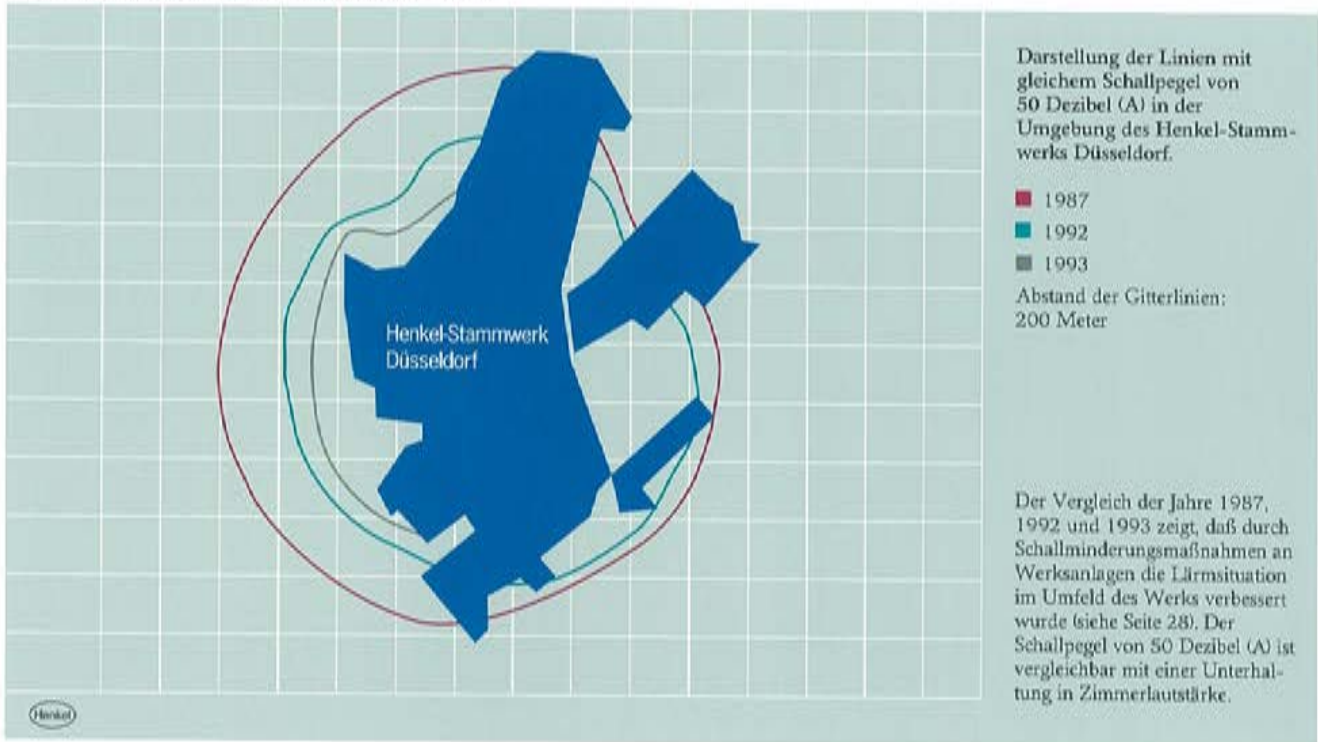 Darstellung der Linien mit
gleichem Schallpegel von
50 Dezibel (A) in der
Umgebung des Henkel-Stamm-
werks Düsseldorf.
1987
1992
1993
Abstand der Gitterlinien:
200 Meter
Henkel-Stammwerk
Düsseldorf
Der Vergleich der Jahre 1987,
1992 und 1993 zeigt, daß durch
Schallminderungsmaßnahmen an
Werksanlagen die Lärmsituation
im Umfeld des Werks verbessert
wurde (siehe Seite 28). Der
Schallpegel von 50 Dezibel (A) ist
vergleichbar mit einer Unterhal-
tung in Zimmerlautstärke.
Henkel